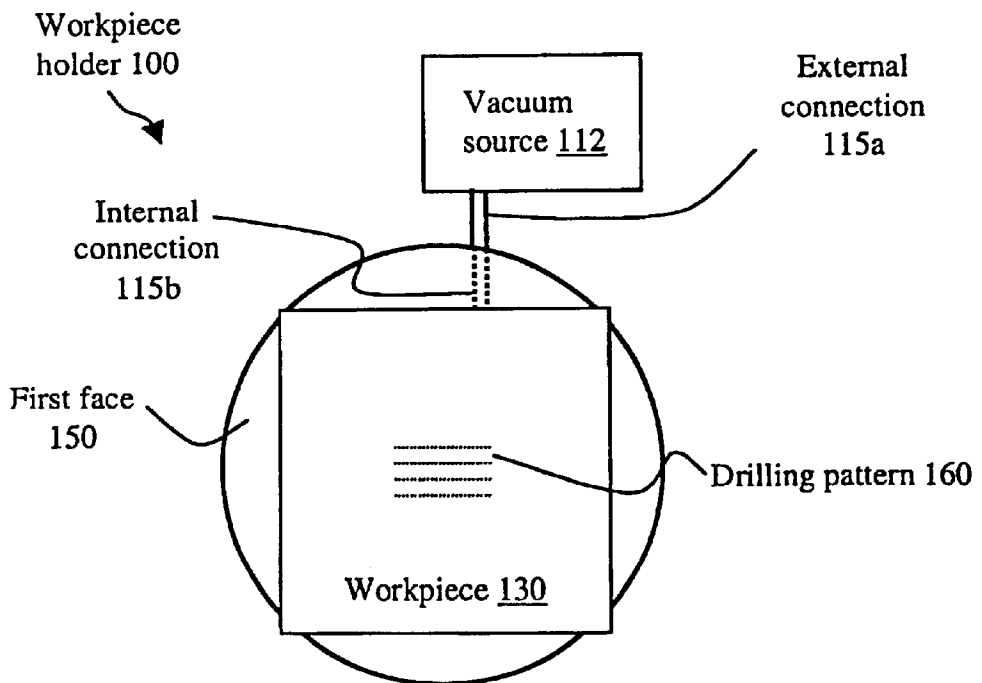 Workpiece
holder 100
Vacuum
source 112
External
connection
115a
Internal
connection
115b
First face
150
Drilling pattern 160
Workpiece 130